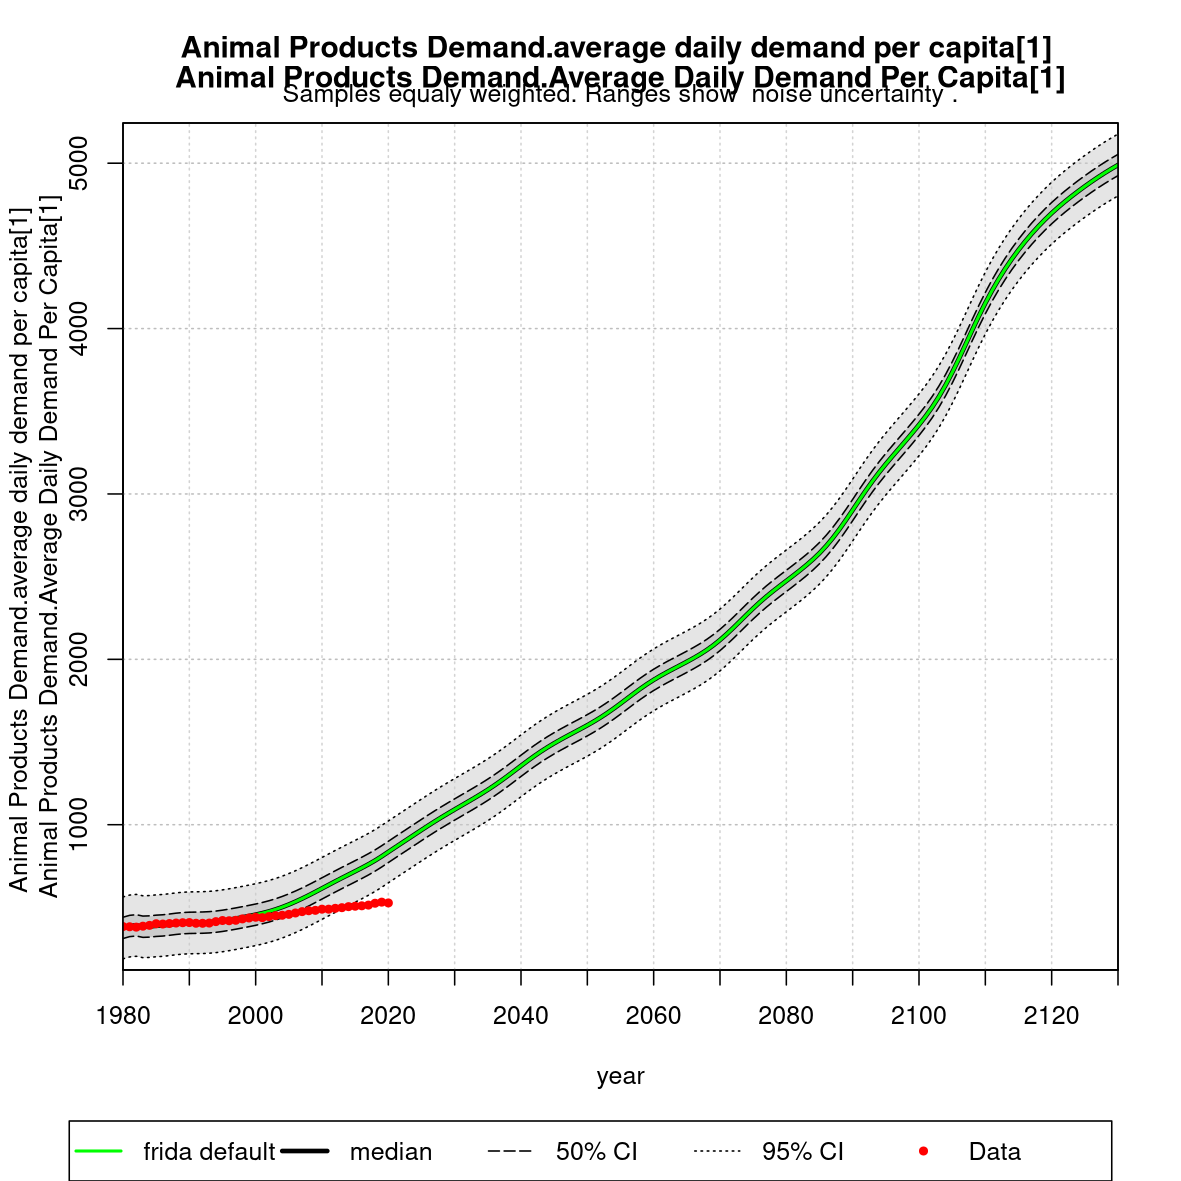 Animal Products Demand.average daily demand per capita[1]
Animal Products Demand.Average Daily Demand Per Capita[1]
Samples equaly weighted. Ranges show  noise uncertainty .
Animal Products Demand.average daily demand per capita[1]
Animal Products Demand.Average Daily Demand Per Capita[1]
5000
4000
3000
2000
1000
1980 2000 2020 2040 2060 2080 2100 2120
year
frida default median 50% CI 95% CI Data